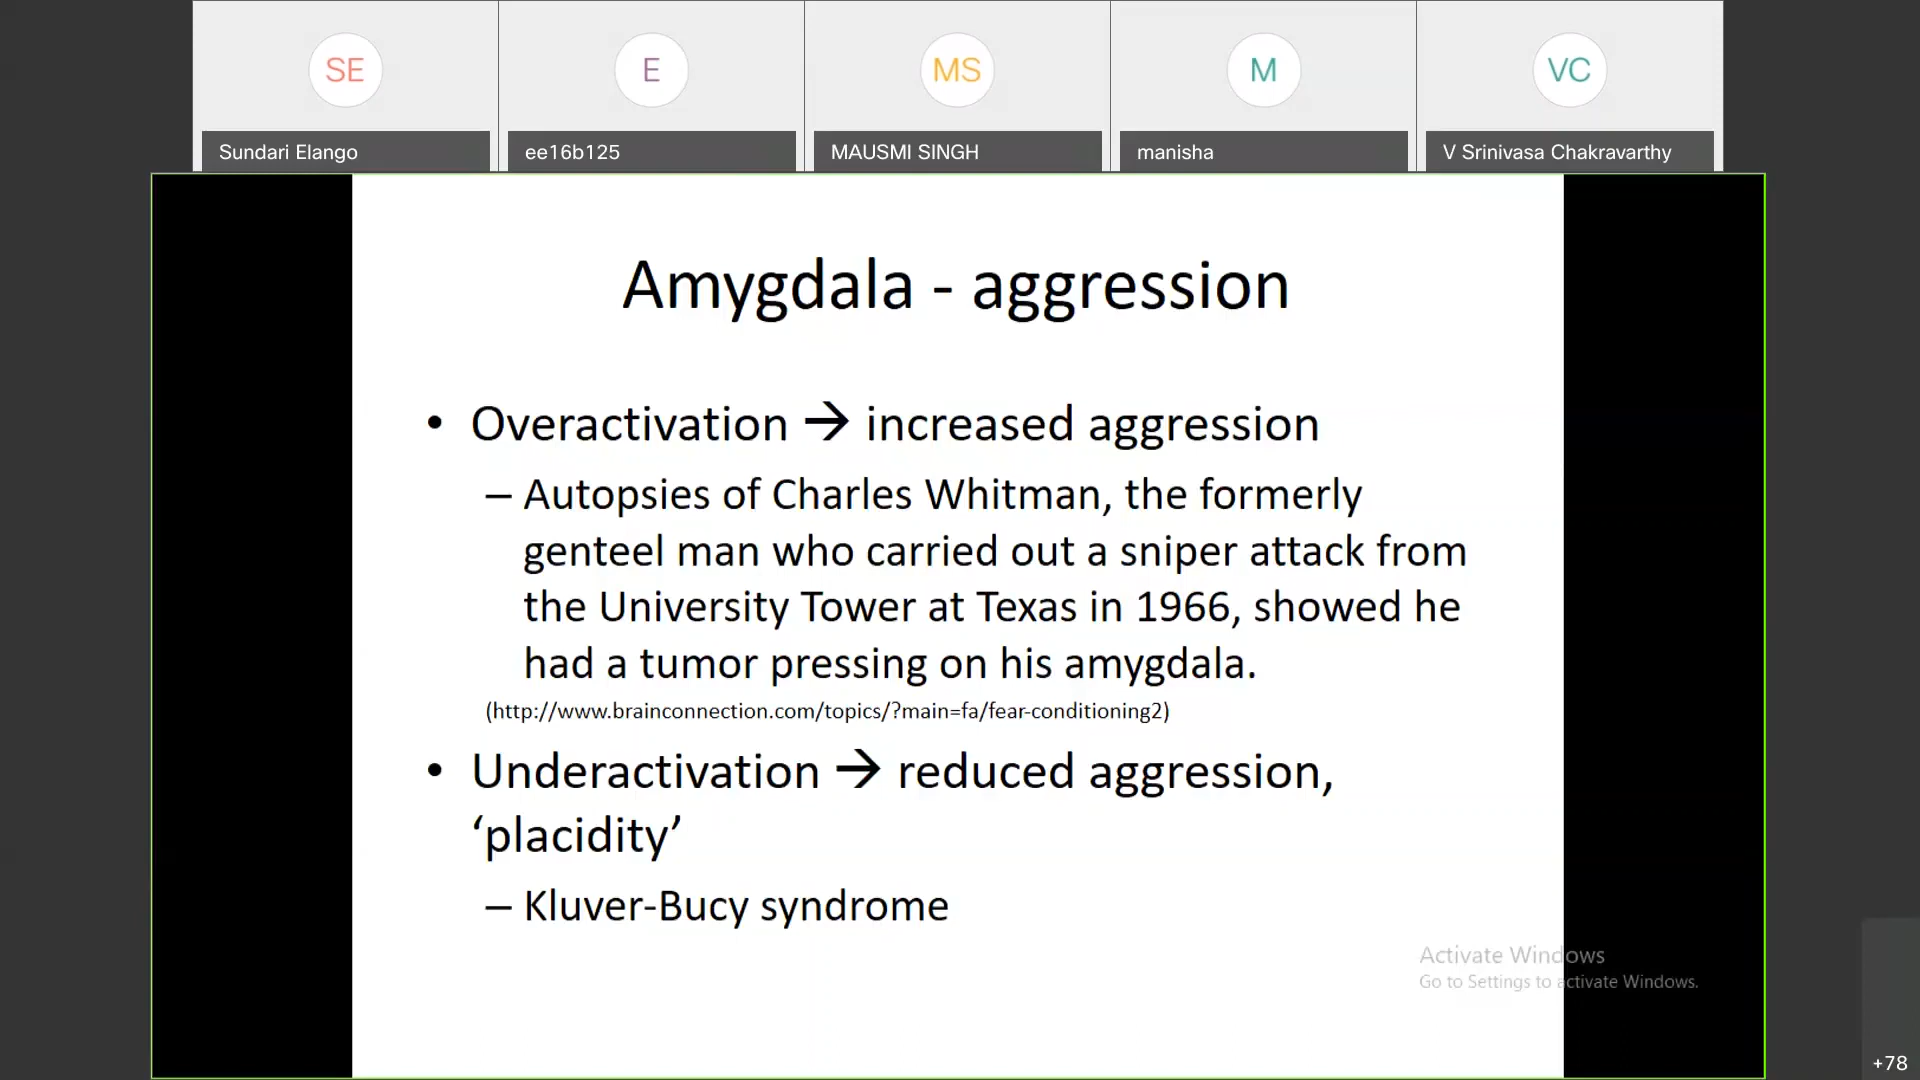 SE
E
MS
M
VC
Sundari Elango
ee16b125
MAUSMI SINGH
manisha
V Srinivasa Chakravarthy
Amygdala - aggression
• Overactivation → increased aggression
– Autopsies of Charles Whitman, the formerly
genteel man who carried out a sniper attack from
the University Tower at Texas in 1966, showed he
had a tumor pressing on his amygdala.
(http://www.brainconnection.com/topics/?main=fa/fear-conditioning2)
• Underactivation → reduced aggression,
‘placidity’
– Kluver-Bucy syndrome
Activate Windows
Go to Settings to activate Windows.
+78